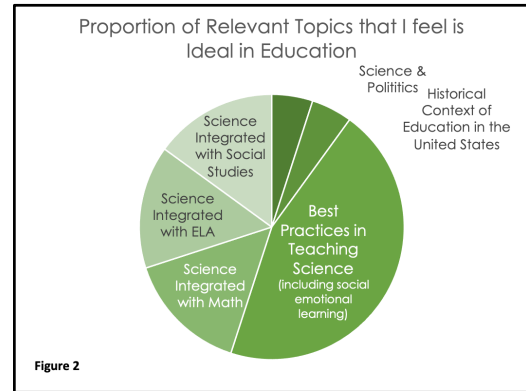 Proportion of Relevant Topics that I feel is
Ideal in Education
Science &
Polititics
Historical
Context of
Education in the
United States
Science
Integrated
with Social
Studies
Science
Integrated
with ELA
Science
Integrated
with Math
Best
Practices in
Teaching
Science
(including social
emotional
learning)
Figure 2